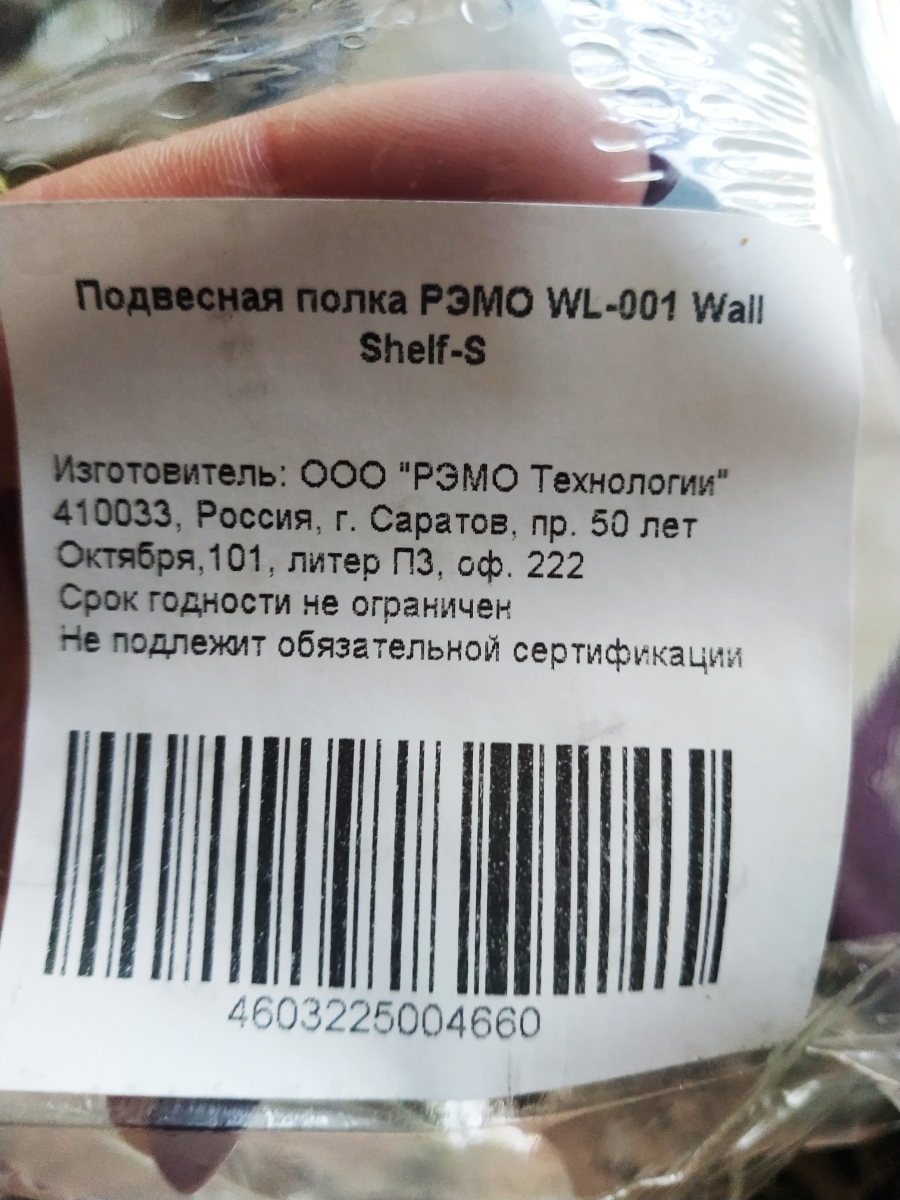 Подвесная полка РЭМО WL-001 Wall
Shelf-S
Изготовитель: ООО "РЭМО Технологии"
410033, Россия, г. Саратов, пр. 50 лет
Октября,101, литер П3, оф. 222
Срок годности не ограничен
Не подлежит обязательной сертификации
4603225004660